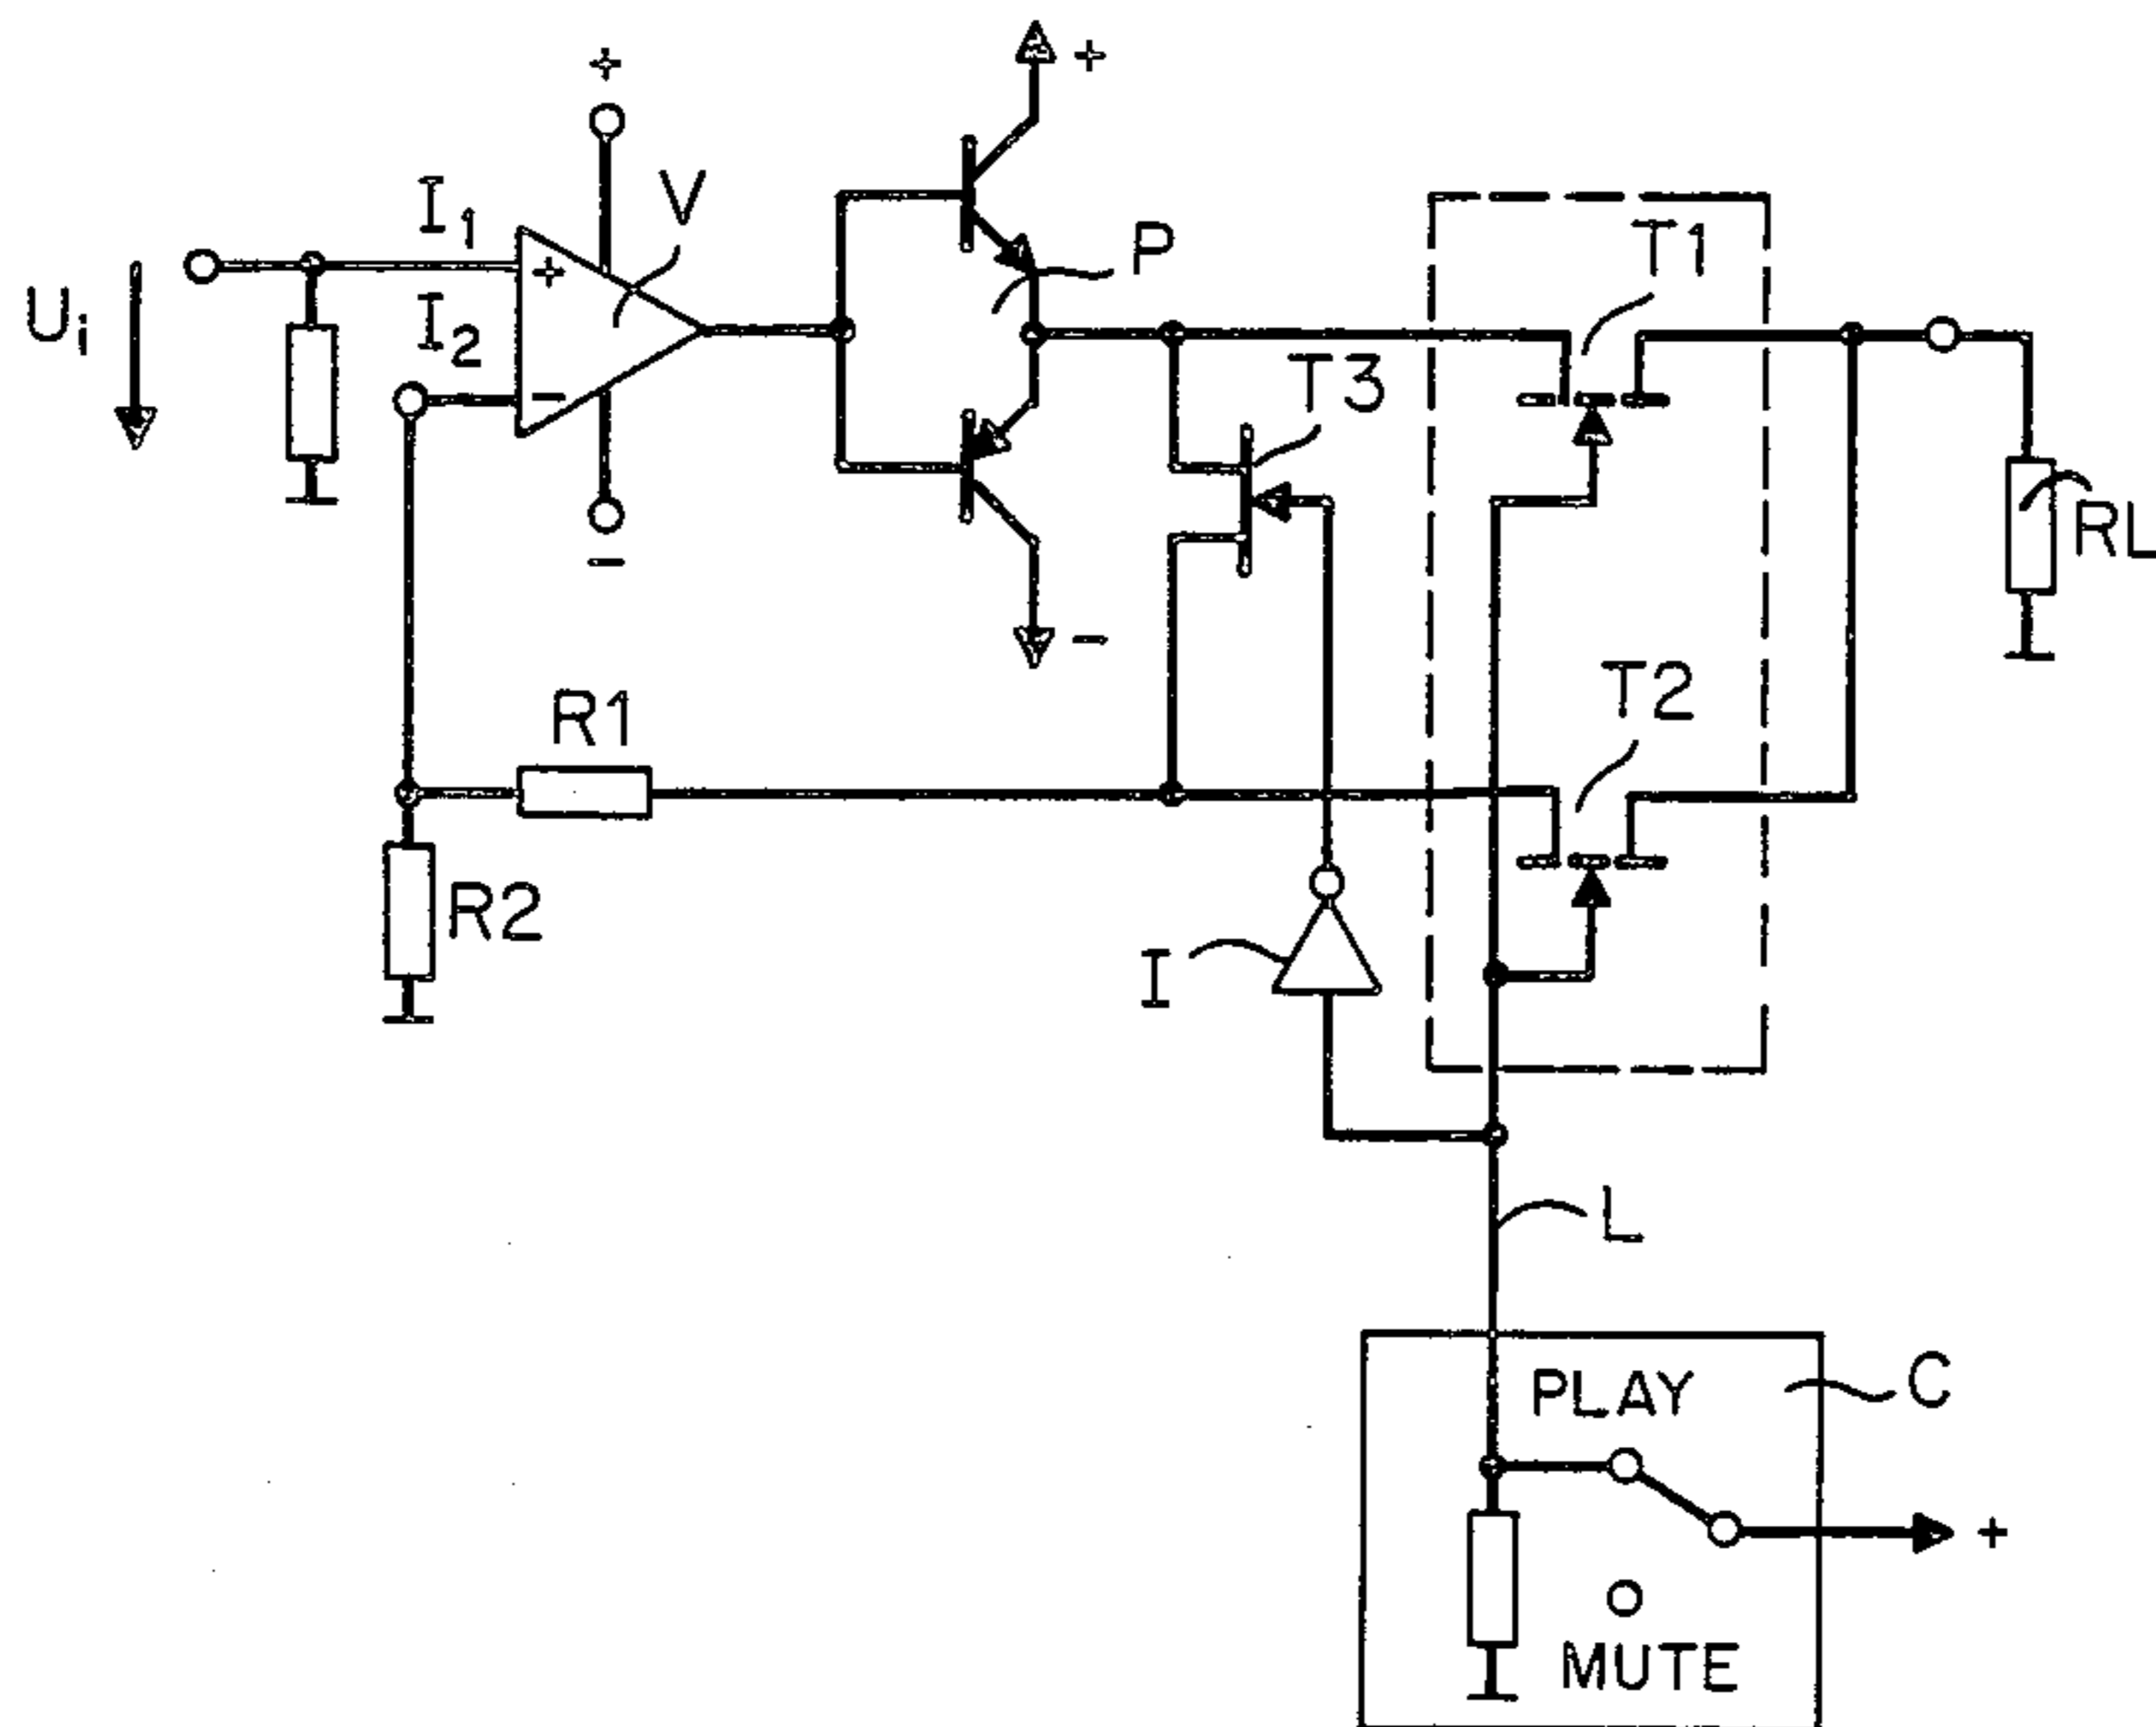 +
+
I1
V
Ui
+
P
T1
I2
-
T3
-
RL
-
R1
T2
R2
I
L
PLAY
C
+
MUTE